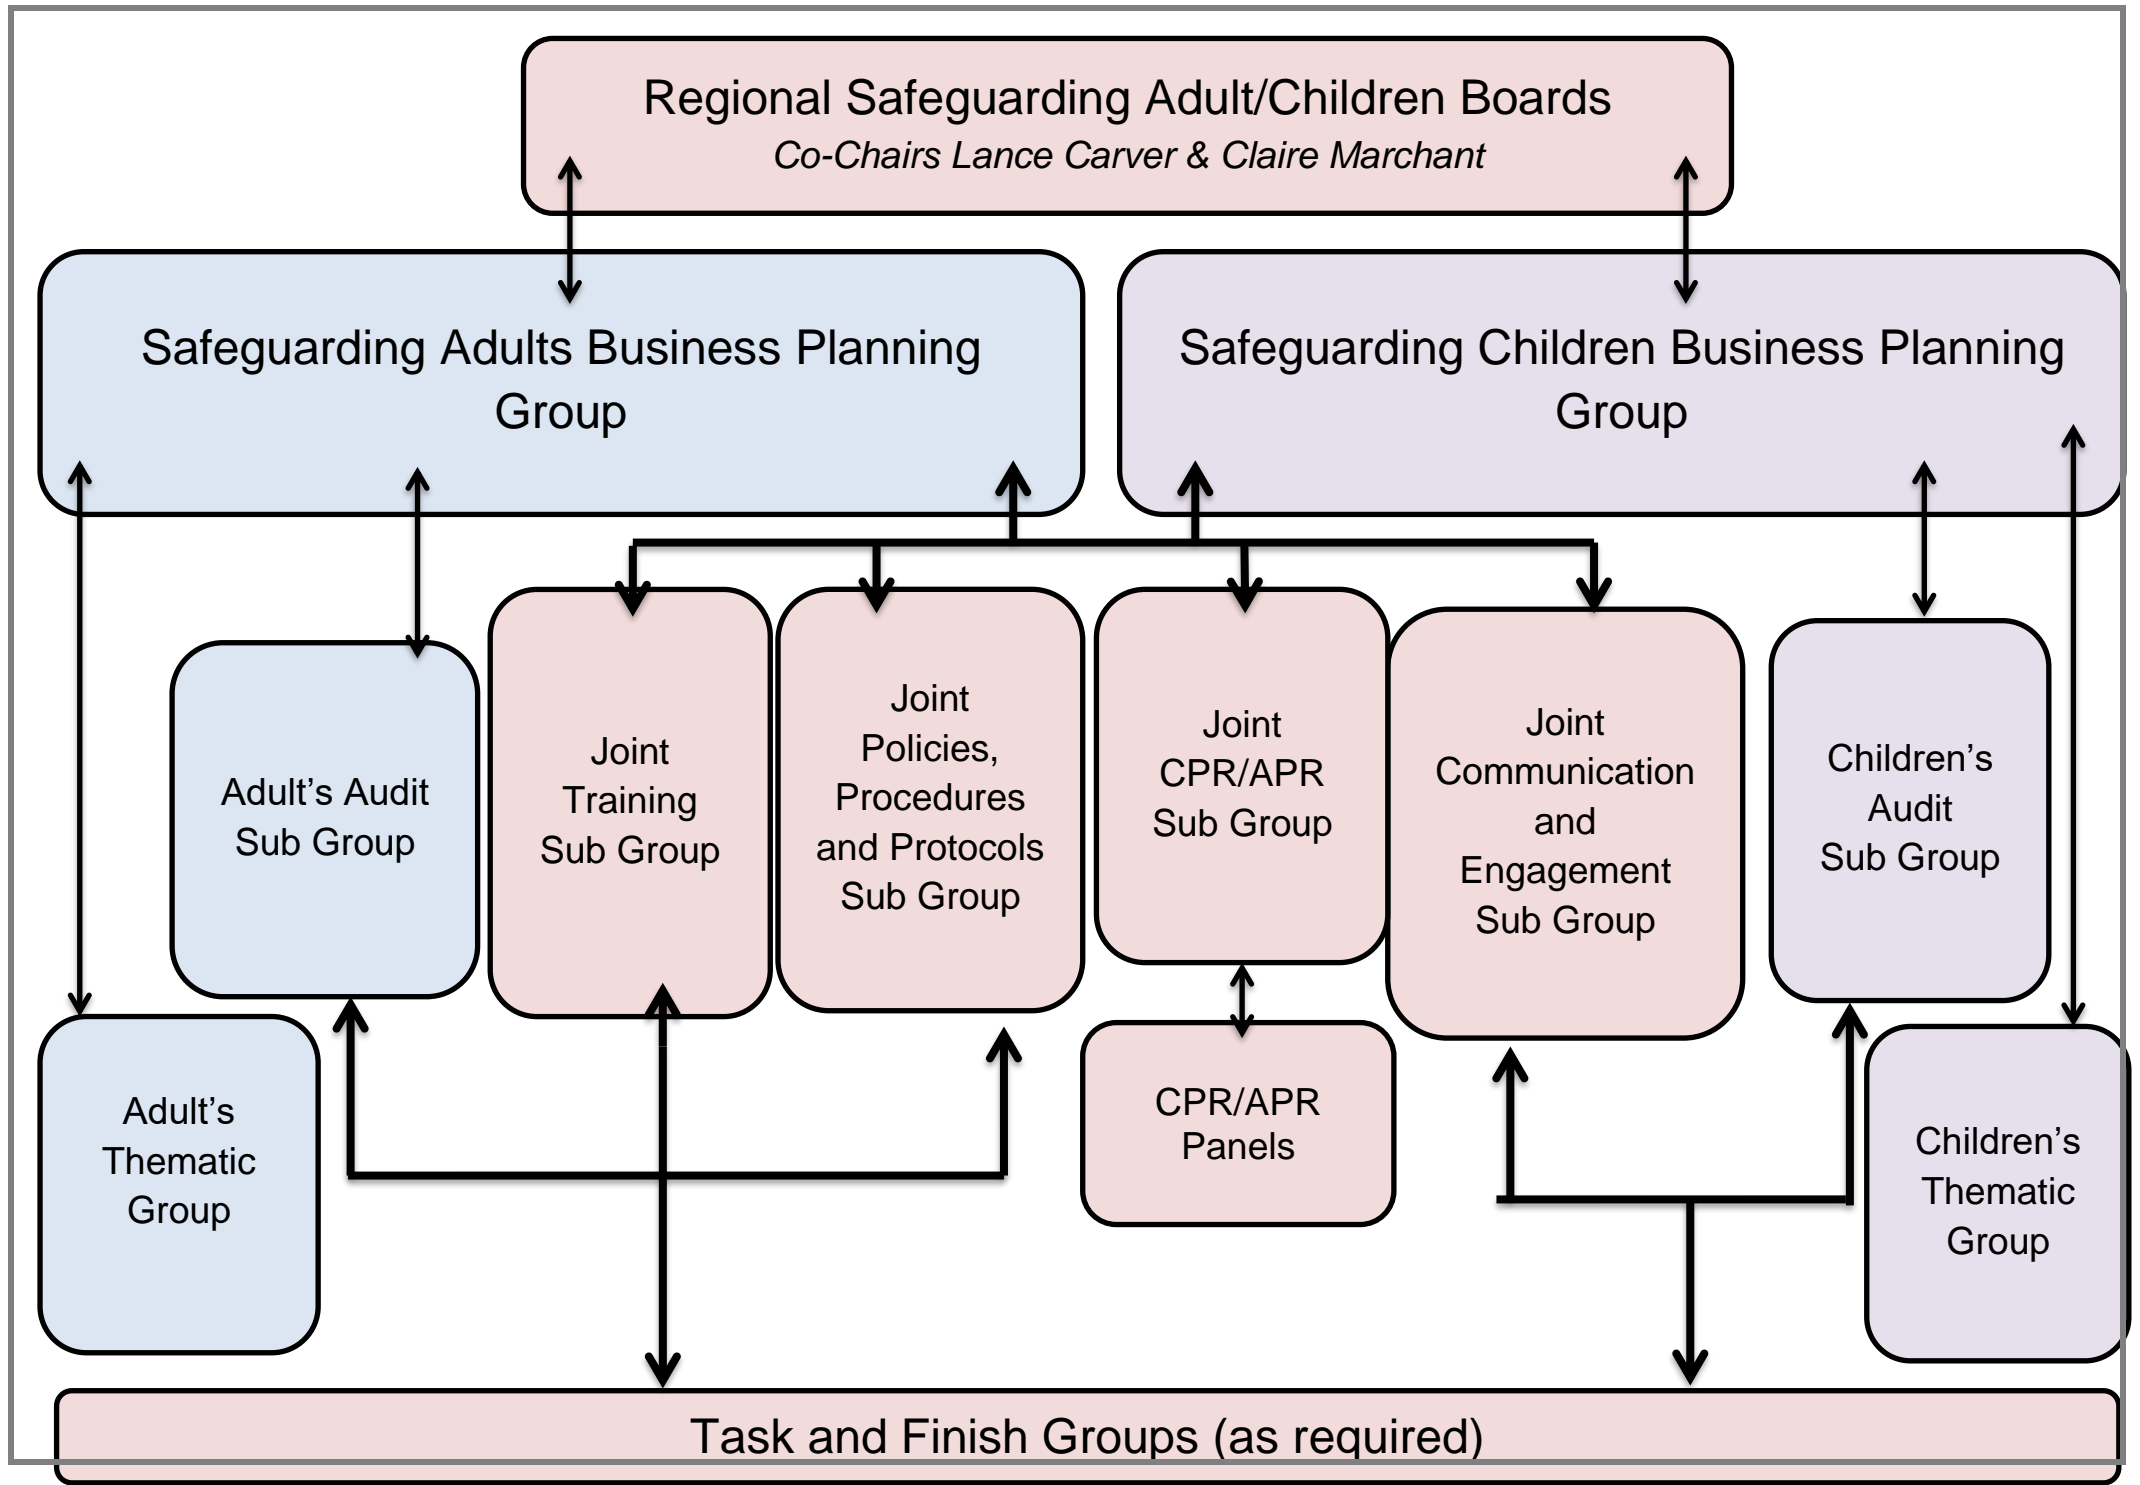 Regional Safeguarding Adult/Children Boards
Co-Chairs Lance Carver & Claire Marchant
Safeguarding Adults Business Planning
Group
Safeguarding Children Business Planning
Group
Adult’s Audit
Sub Group
Joint
Training
Sub Group
Joint
Policies,
Procedures
and Protocols
Sub Group
Joint
CPR/APR
Sub Group
Joint
Communication
and
Engagement
Sub Group
Children’s
Audit
Sub Group
Adult’s
Thematic
Group
CPR/APR
Panels
Children’s
Thematic
Group
Task and Finish Groups (as required)